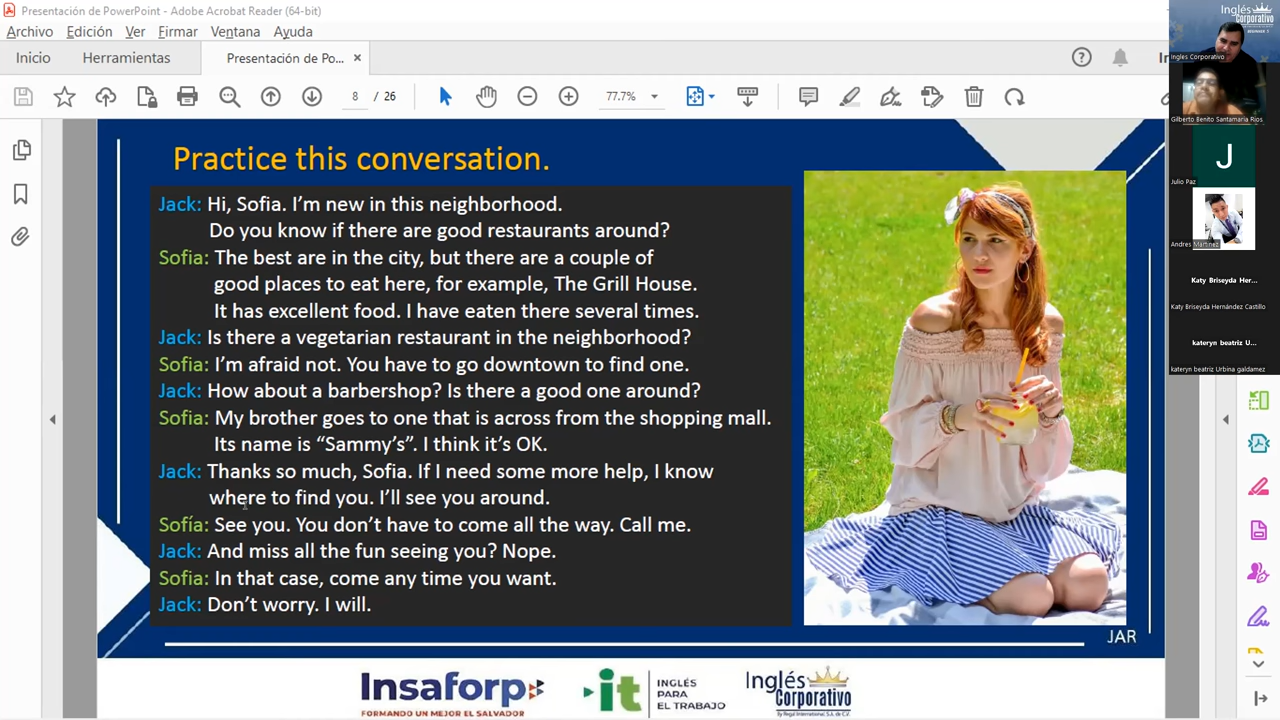 Presentación de PowerPoint - Adobe Acrobat Reader (64-bit)
Archivo Edición Ver Firmar Ventana Ayuda
Inicio Herramientas Presentación de Po... ×
8 / 26 77.7%
Practice this conversation.
Jack: Hi, Sofia. I'm new in this neighborhood.
Do you know if there are good restaurants around?
Sofia: The best are in the city, but there are a couple of
good places to eat here, for example, The Grill House.
It has excellent food. I have eaten there several times.
Jack: Is there a vegetarian restaurant in the neighborhood?
Sofia: I'm afraid not. You have to go downtown to find one.
Jack: How about a barbershop? Is there a good one around?
Sofia: My brother goes to one that is across from the shopping mall.
Its name is “Sammy's”. I think it's OK.
Jack: Thanks so much, Sofia. If I need some more help, I know
where to find you. I'll see you around.
Sofía: See you. You don't have to come all the way. Call me.
Jack: And miss all the fun seeing you? Nope.
Sofia: In that case, come any time you want.
Jack: Don't worry. I will.
JAR
Insaforp
FORMANDO UN MEJOR EL SALVADOR
it
INGLÉS
PARA
EL TRABAJO
Inglés
Corporativo
By Regal International, S.A. de C.V.
Inglés
Corporativo
BEGINNER
Ingles Corporativo
Gilberto Benito Santamaria Rios
J
Julio Paz
Andres Martinez
Katy Briseyda Her...
Katy Briseyda Hernández Castillo
kateryn beatriz U...
kateryn beatriz Urbina galdamez